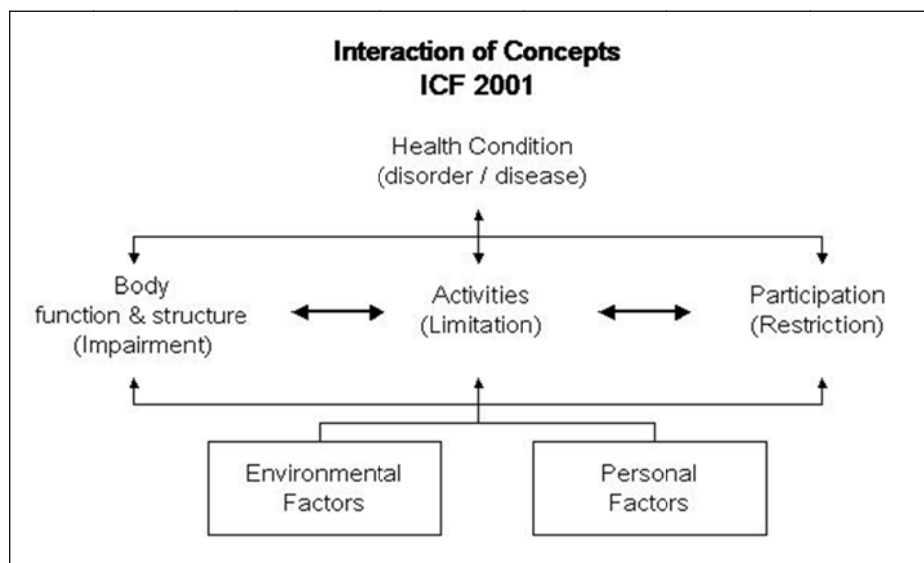 Interaction of Concepts
ICF 2001
Health Condition
(disorder / disease)
Body
function & structure
(Impairment)
Activities
(Limitation)
Participation
(Restriction)
Environmental
Factors
Personal
Factors